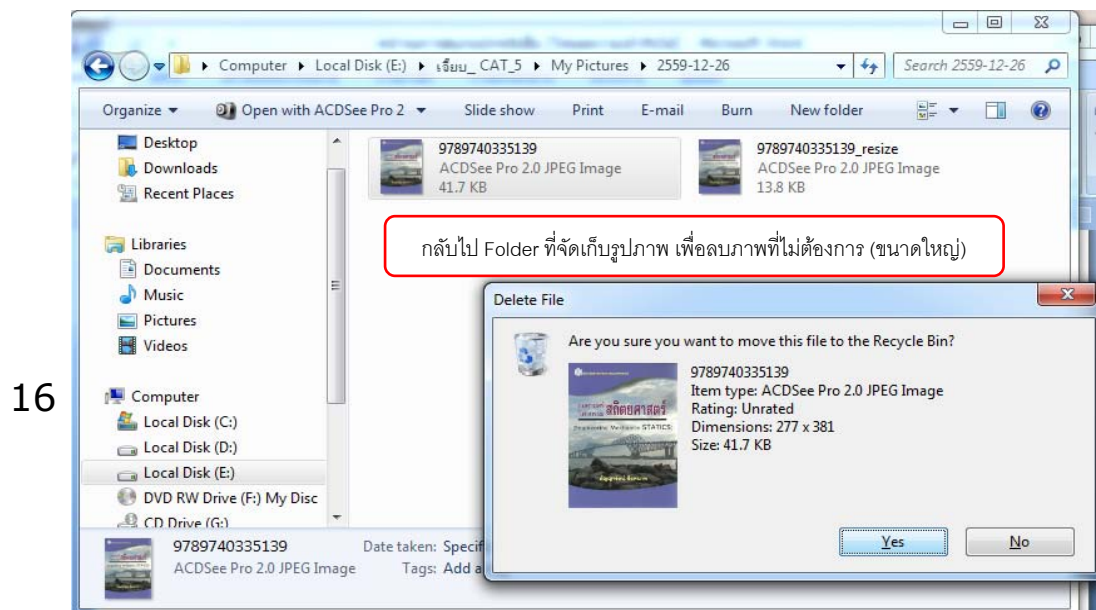 Computer ▸ Local Disk (E:) ▸ เจี๊ยบ_ CAT_5 ▸ My Pictures ▸ 2559-12-26
Search 2559-12-26
Organize
Open with ACDSee Pro 2
Slide show
Print
E-mail
Burn
New folder
Desktop
Downloads
Recent Places
Libraries
Documents
Music
Pictures
Videos
Computer
Local Disk (C:)
Local Disk (D:)
Local Disk (E:)
DVD RW Drive (F:) My Disc
CD Drive (G:)
9789740335139
ACDSee Pro 2.0 JPEG Image
41.7 KB
9789740335139_resize
ACDSee Pro 2.0 JPEG Image
13.8 KB
กลับไป Folder ที่จัดเก็บรูปภาพ เพื่อลบภาพที่ไม่ต้องการ (ขนาดใหญ่)
Delete File
Are you sure you want to move this file to the Recycle Bin?
สถิตยศาสตร์
STATICS
9789740335139
Item type: ACDSee Pro 2.0 JPEG Image
Rating: Unrated
Dimensions: 277 x 381
Size: 41.7 KB
Yes
No
16
9789740335139
Date taken: Specif
ACDSee Pro 2.0 JPEG Image
Tags: Add a